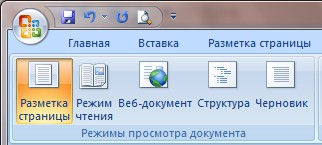 Главная Вставка Разметка страницы
Разметка страницы Режим чтения Веб-документ Структура Черновик
Режимы просмотра документа